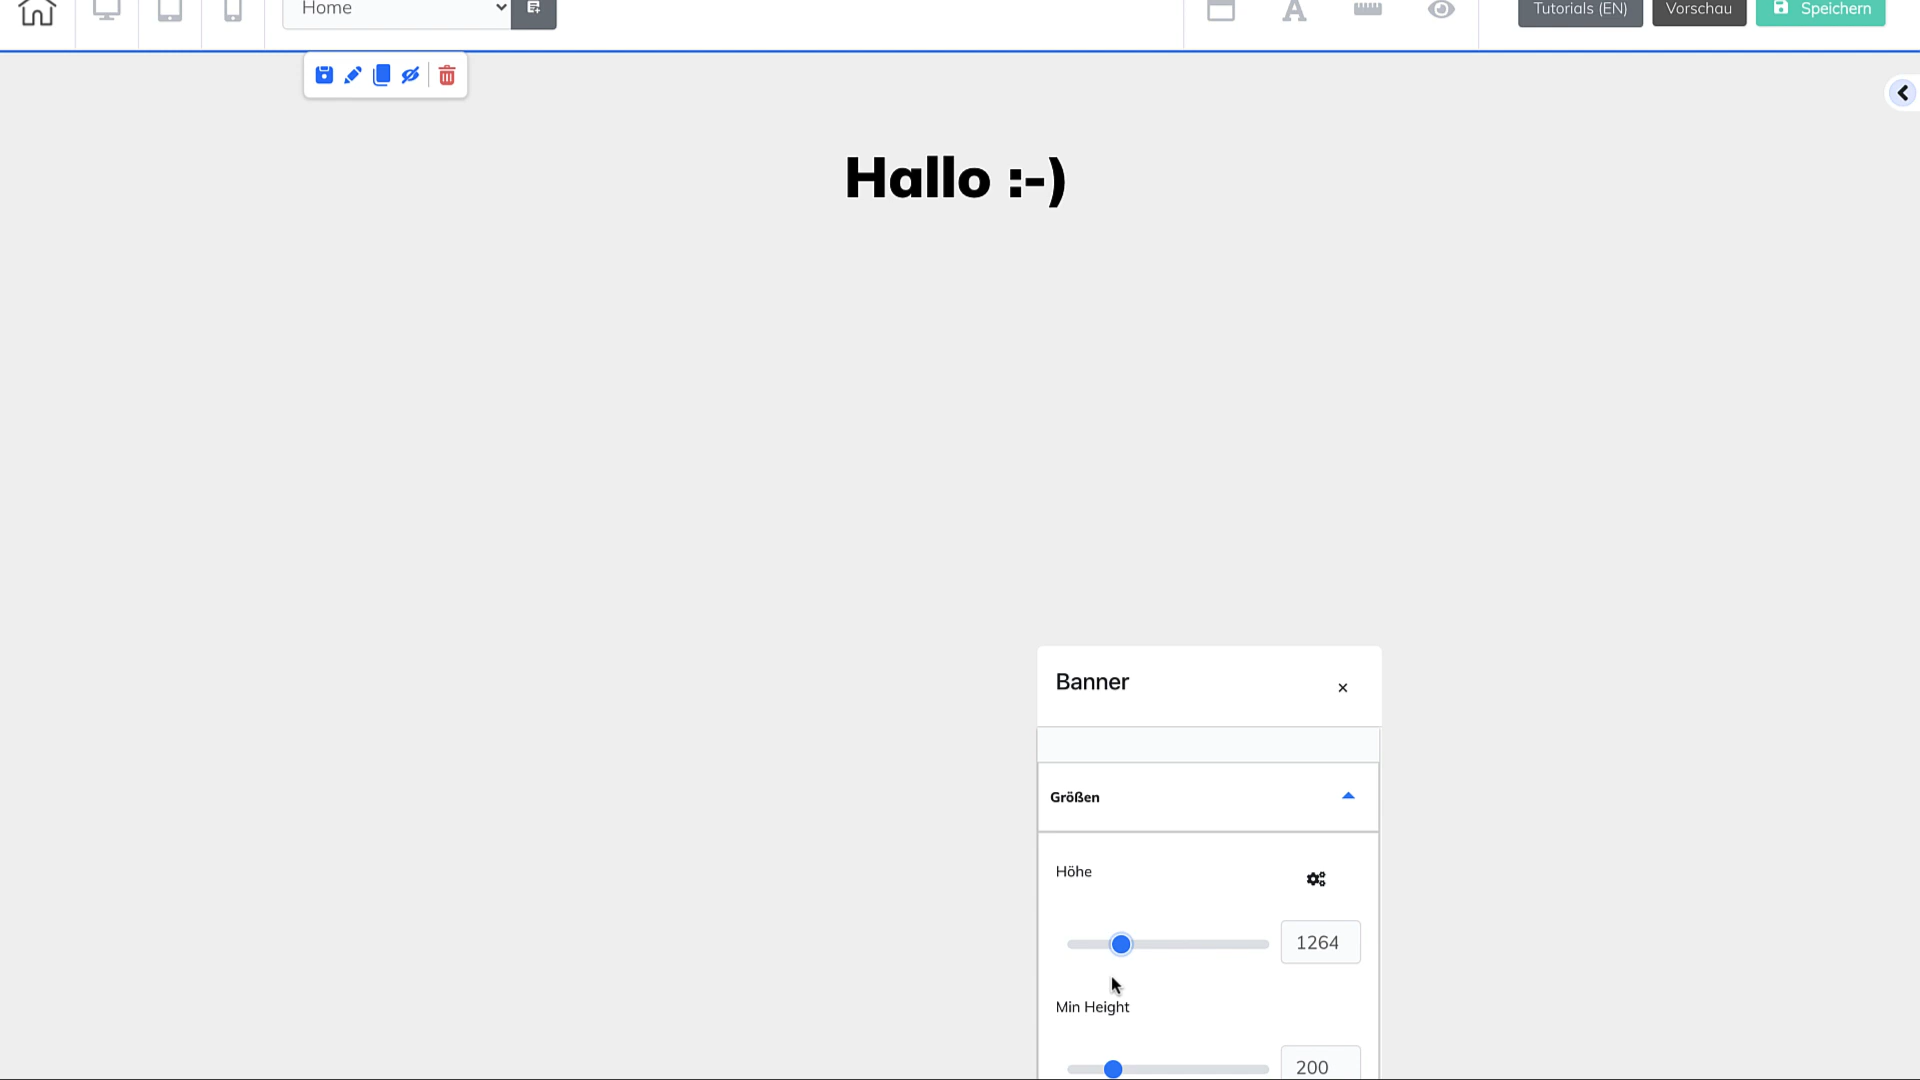 Home
Tutorials (EN)
Vorschau
Speichern
Hallo :-)
Banner
Größen
Höhe
1264
Min Height
200